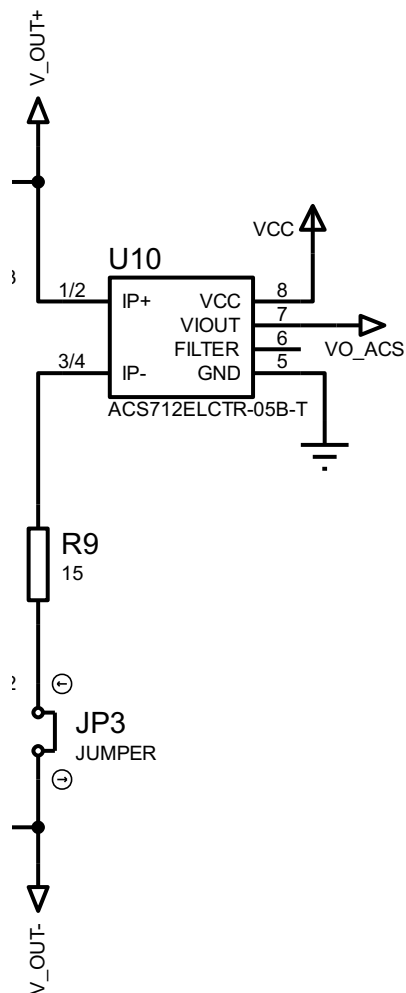 V_OUT+
VCC
U10
1/2
IP+
VCC
8
VIOUT
7
FILTER
6
VO_ACS
3/4
IP-
GND
5
ACS712ELCTR-05B-T
R9
15
JP3
JUMPER
V_OUT-